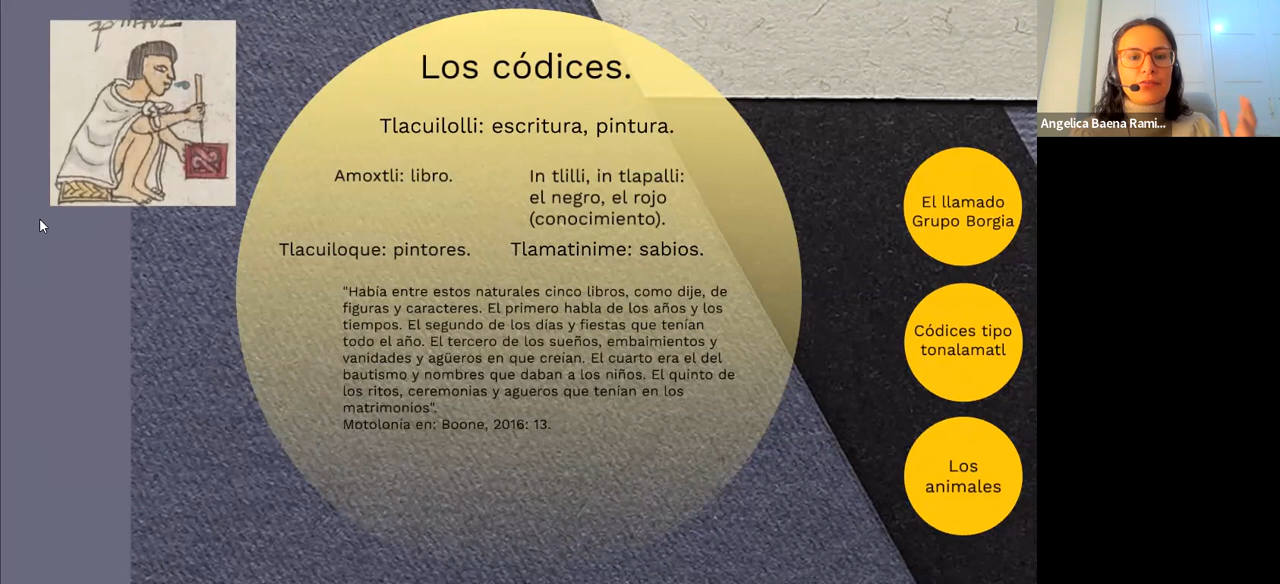 Los códices.
Tlacuilolli: escritura, pintura.
Amoxtli: libro.
In tlilli, in tlapalli:
el negro, el rojo
(conocimiento).
Tlacuiloque: pintores.
Tlamatinime: sabios.
"Había entre estos naturales cinco libros, como dije, de
figuras y caracteres. El primero habla de los años y los
tiempos. El segundo de los días y fiestas que tenían
todo el año. El tercero de los sueños, embaimientos y
vanidades y agüeros en que creían. El cuarto era el del
bautismo y nombres que daban a los niños. El quinto de
los ritos, ceremonias y agueros que tenían en los
matrimonios".
Motolonía en: Boone, 2016: 13.
El llamado
Grupo Borgia
Códices tipo
tonalamatl
Los
animales
Angelica Baena Rami...